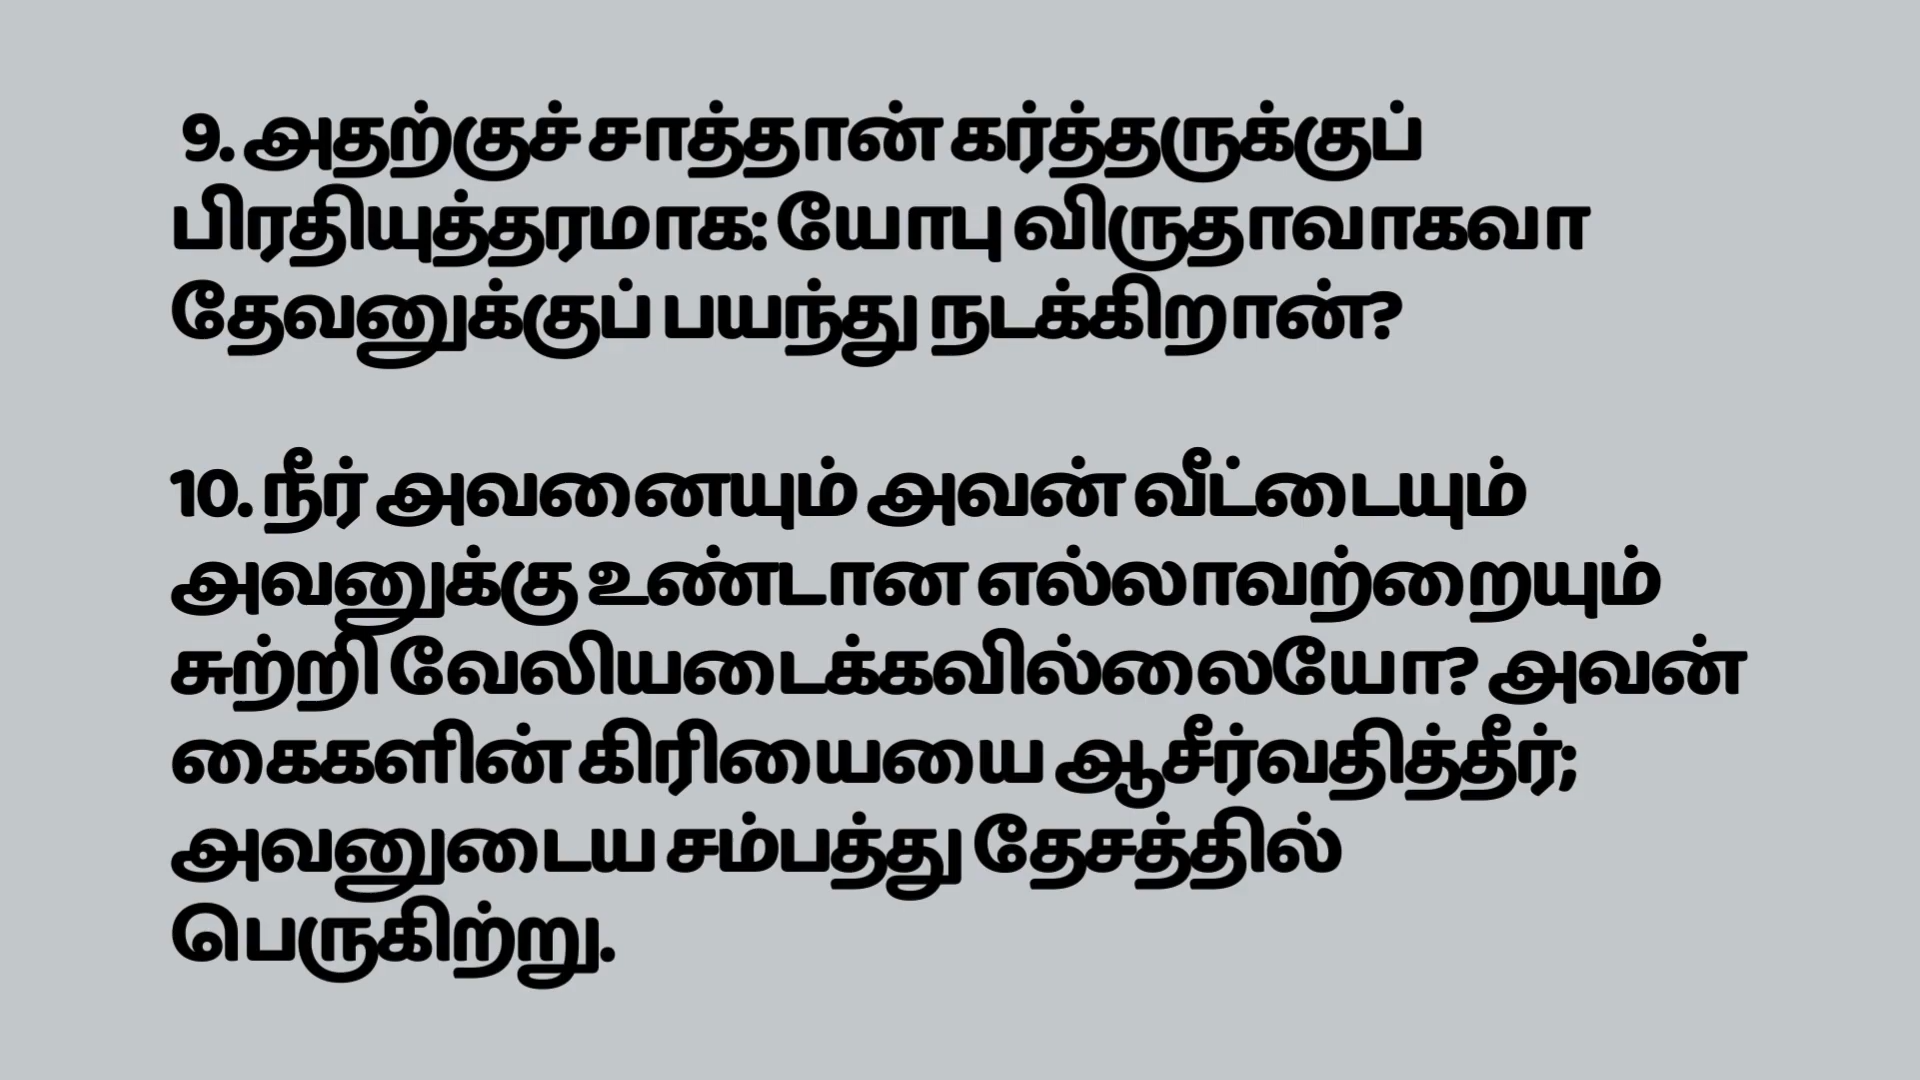 9. அதற்குச் சாத்தான் கர்த்தருக்குப்
பிரதியுத்தரமாக: யோபு விருதாவாகவா
தேவனுக்குப் பயந்து நடக்கிறான்?
10. நீர் அவனையும் அவன் வீட்டையும்
அவனுக்கு உண்டான எல்லாவற்றையும்
சுற்றி வேலியடைக்கவில்லையோ? அவன்
கைகளின் கிரியையை ஆசீர்வதித்தீர்;
அவனுடைய சம்பத்து தேசத்தில்
பெருகிற்று.